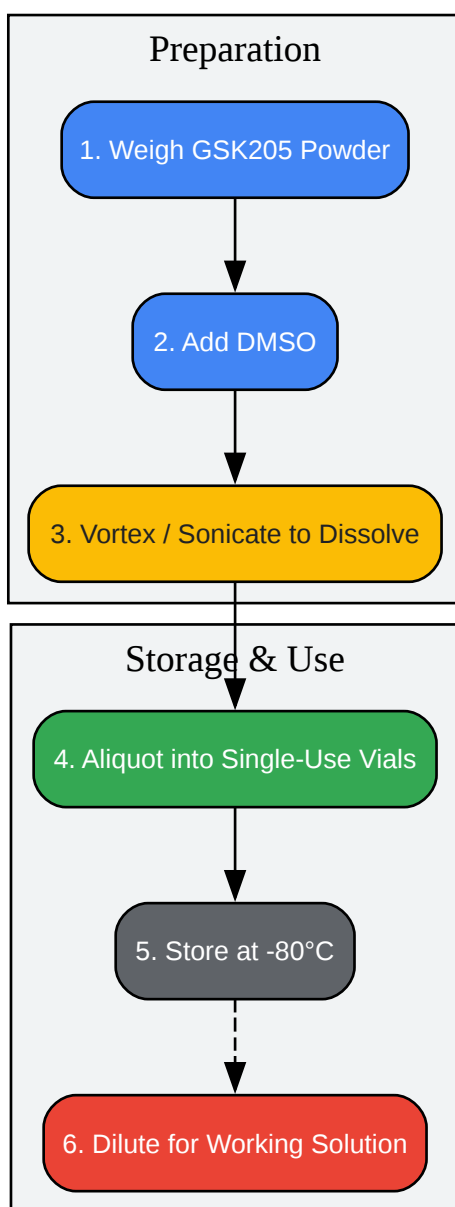 Preparation
1. Weigh GSK205 Powder
2. Add DMSO
3. Vortex / Sonicate to Dissolve
Storage & Use
4. Aliquot into Single-Use Vials
5. Store at -80°C
6. Dilute for Working Solution